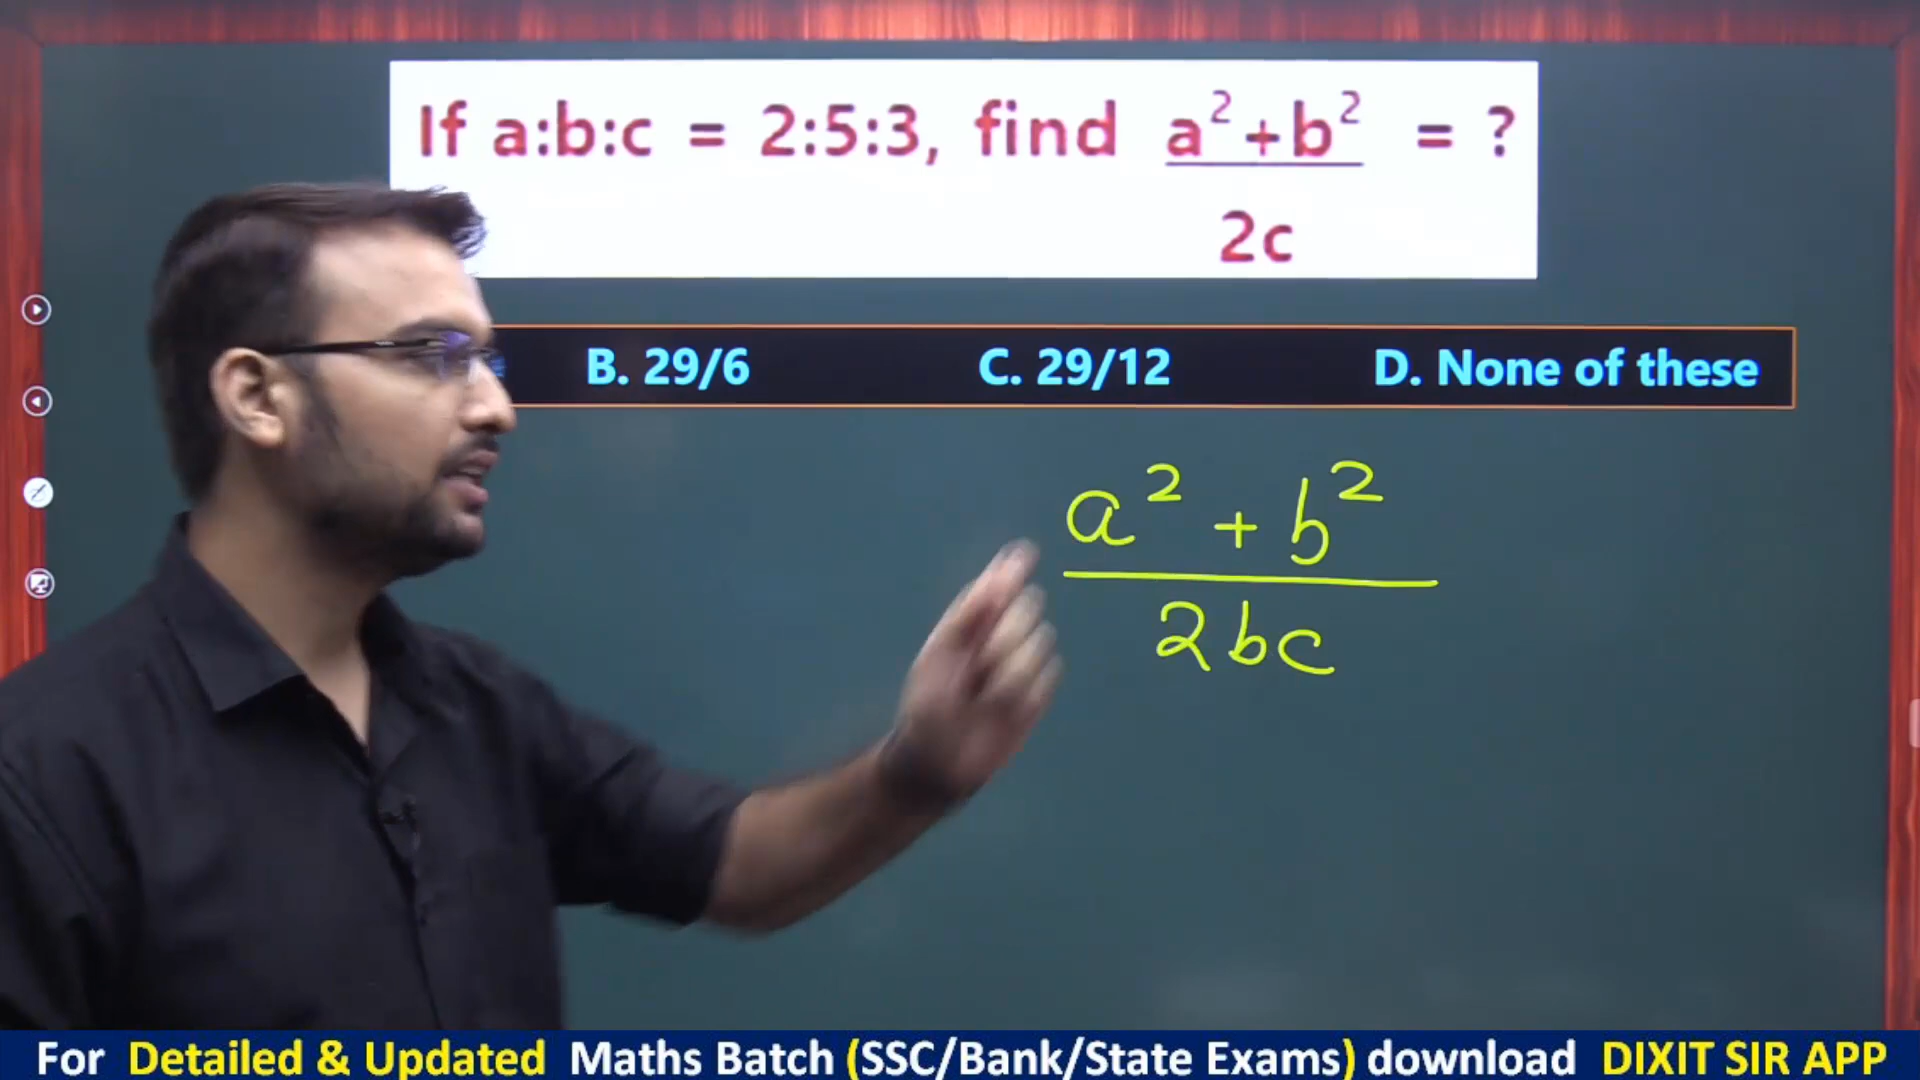 If a:b:c = 2:5:3, find a²+b² = ?
2c
B. 29/6 C. 29/12 D. None of these
a² + b²
2bc
For Detailed & Updated Maths Batch (SSC/Bank/State Exams) download DIXIT SIR APP